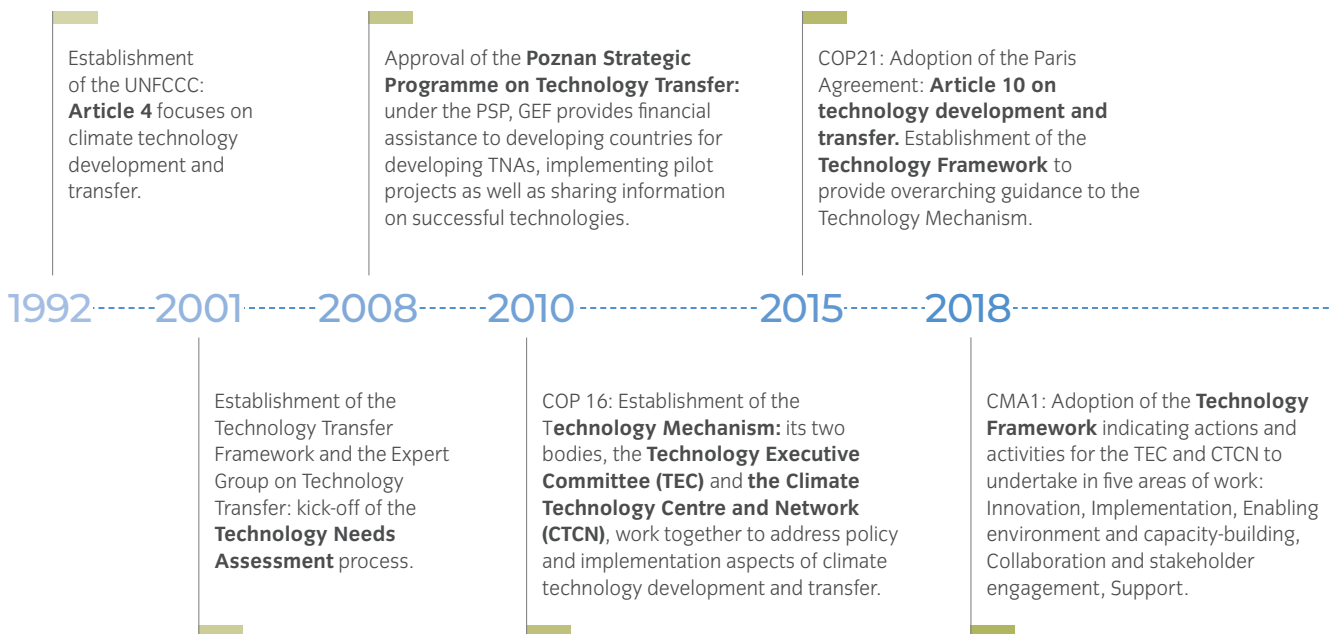 Establishment
of the UNFCCC:
Article 4 focuses on
climate technology
development and
transfer.
Approval of the Poznan Strategic
Programme on Technology Transfer:
under the PSP, GEF provides financial
assistance to developing countries for
developing TNAs, implementing pilot
projects as well as sharing information
on successful technologies.
COP21: Adoption of the Paris
Agreement: Article 10 on
technology development and
transfer. Establishment of the
Technology Framework to
provide overarching guidance to the
Technology Mechanism.
1992 2001 2008 2010 2015 2018
Establishment of the
Technology Transfer
Framework and the Expert
Group on Technology
Transfer: kick-off of the
Technology Needs
Assessment process.
COP 16: Establishment of the
Technology Mechanism: its two
bodies, the Technology Executive
Committee (TEC) and the Climate
Technology Centre and Network
(CTCN), work together to address policy
and implementation aspects of climate
technology development and transfer.
CMA1: Adoption of the Technology
Framework indicating actions and
activities for the TEC and CTCN to
undertake in five areas of work:
Innovation, Implementation, Enabling
environment and capacity-building,
Collaboration and stakeholder
engagement, Support.